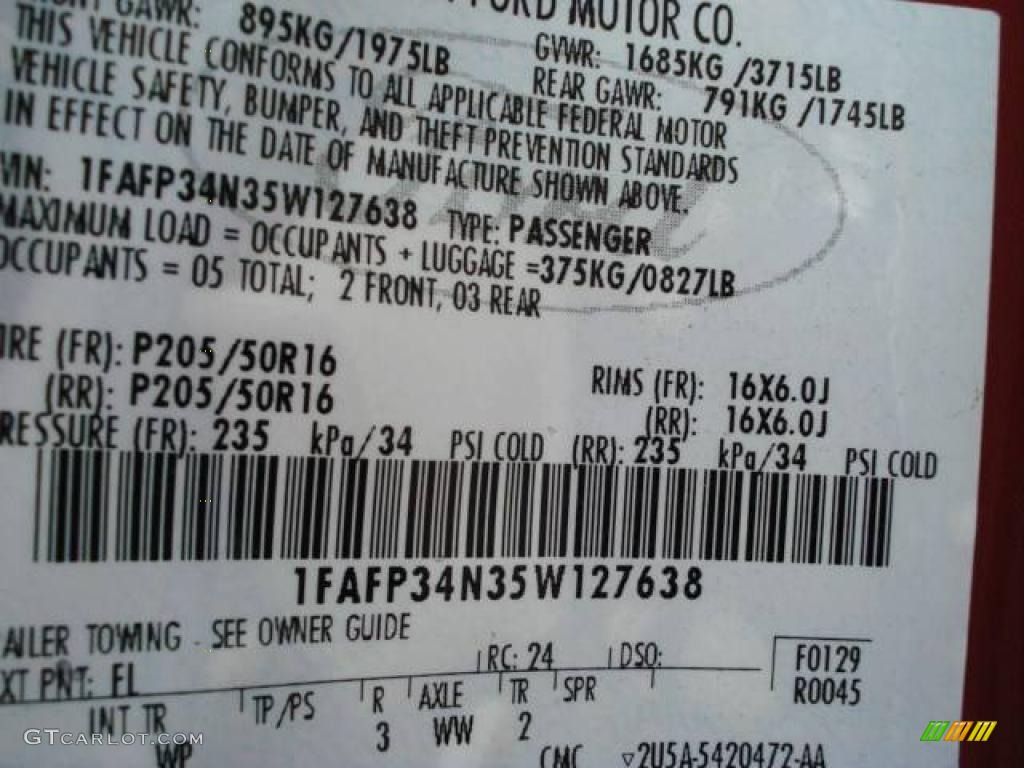 FORD MOTOR CO.
GAWR: 895KG/1975LB GVWR: 1685KG /3715LB
REAR GAWR: 791KG /1745LB
THIS VEHICLE CONFORMS TO ALL APPLICABLE FEDERAL MOTOR
VEHICLE SAFETY, BUMPER, AND THEFT PREVENTION STANDARDS
IN EFFECT ON THE DATE OF MANUFACTURE SHOWN ABOVE.
VIN: 1FAFP34N35W127638 TYPE: PASSENGER
MAXIMUM LOAD = OCCUPANTS + LUGGAGE =375KG/0827LB
OCCUPANTS = 05 TOTAL; 2 FRONT, 03 REAR
IRE (FR): P205/50R16 RIMS (FR): 16X6.0J
(RR): P205/50R16 (RR): 16X6.0J
RESSURE (FR): 235 kPa/34 PSI COLD (RR): 235 kPa/34 PSI COLD
1FAFP34N35W127638
AILER TOWING - SEE OWNER GUIDE
XT PNT: FL RC: 24 DSO: F0129
R0045
INT TR TP/PS R AXLE TR SPR
WP 3 WW 2
CMC ▽2U5A-5420472-AA
GTCarLot.com